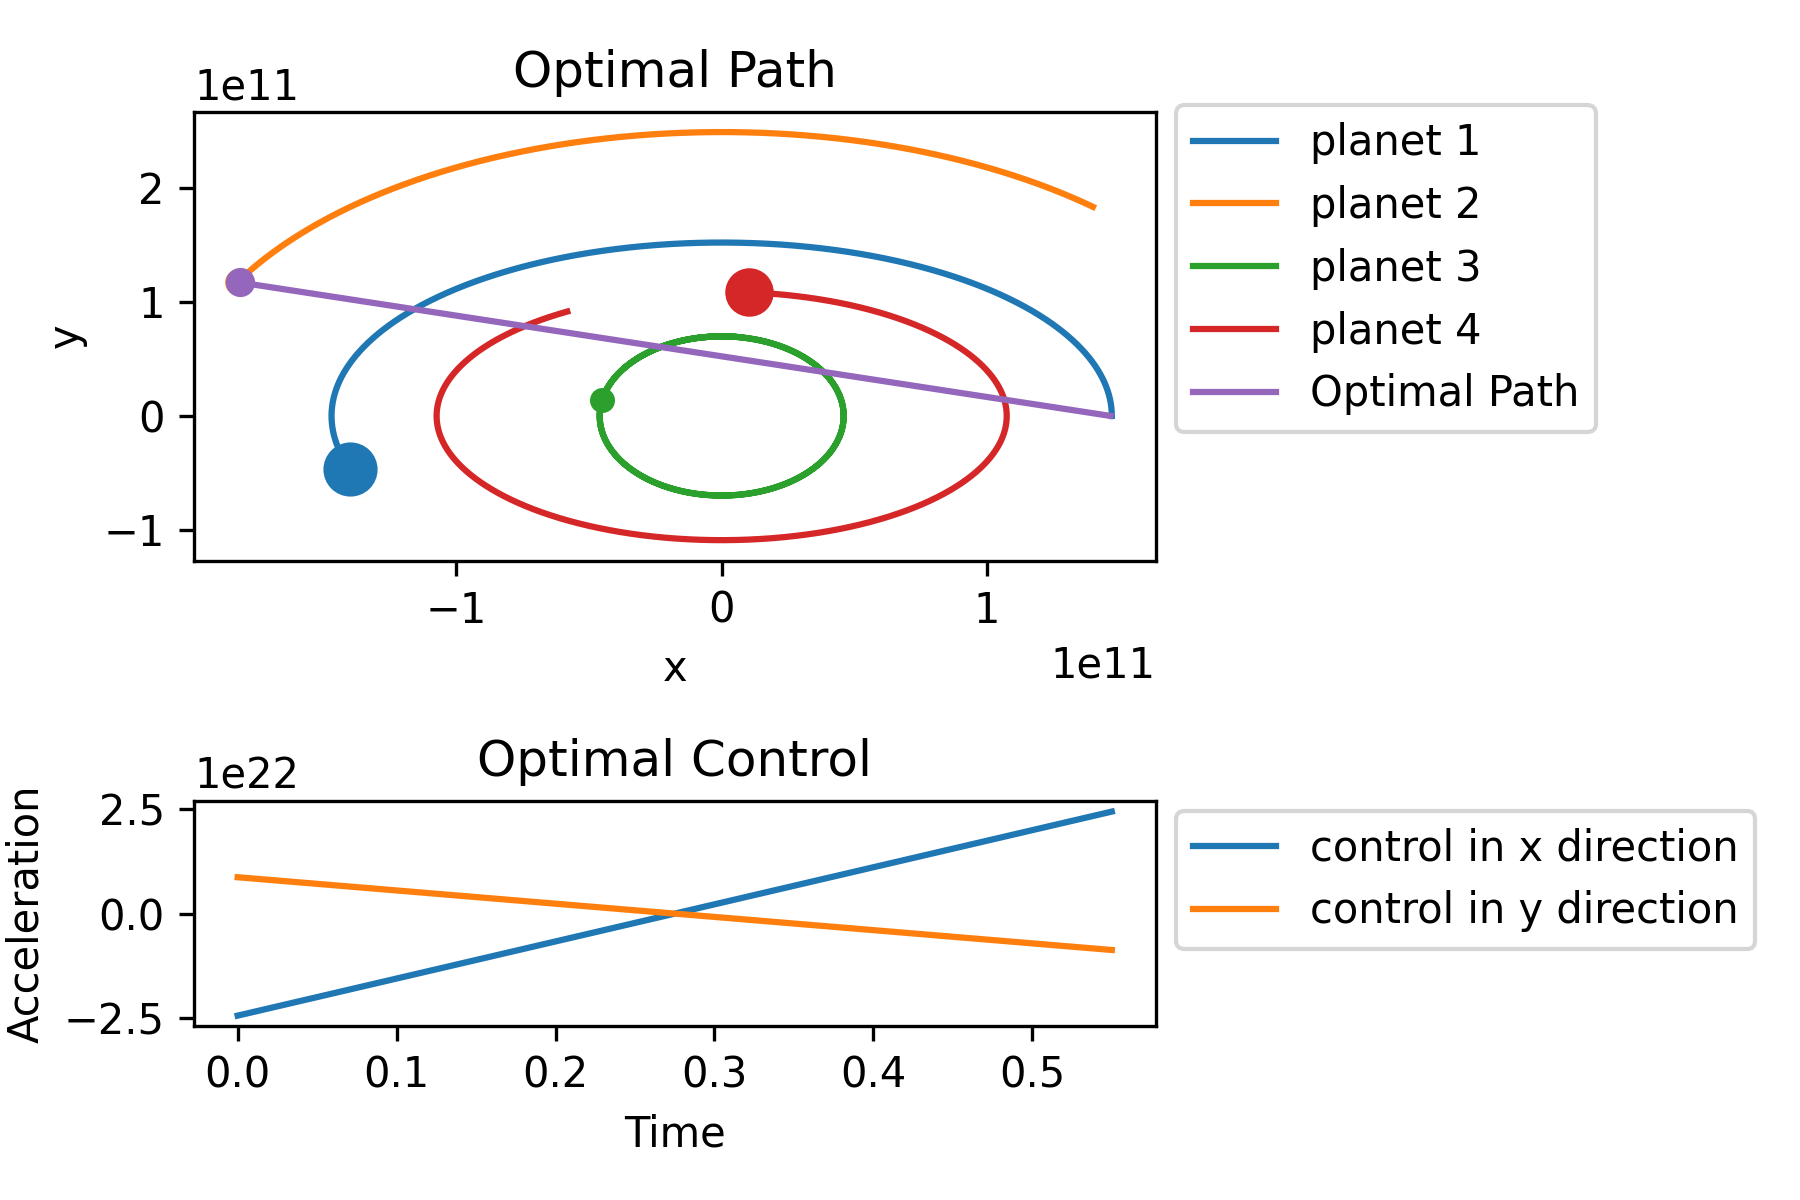 Optimal Path
1e11
2
1
0
−1
y
−1 0 1
x
1e11
planet 1
planet 2
planet 3
planet 4
Optimal Path
Optimal Control
1e22
2.5
0.0
−2.5
Acceleration
0.0 0.1 0.2 0.3 0.4 0.5
Time
control in x direction
control in y direction